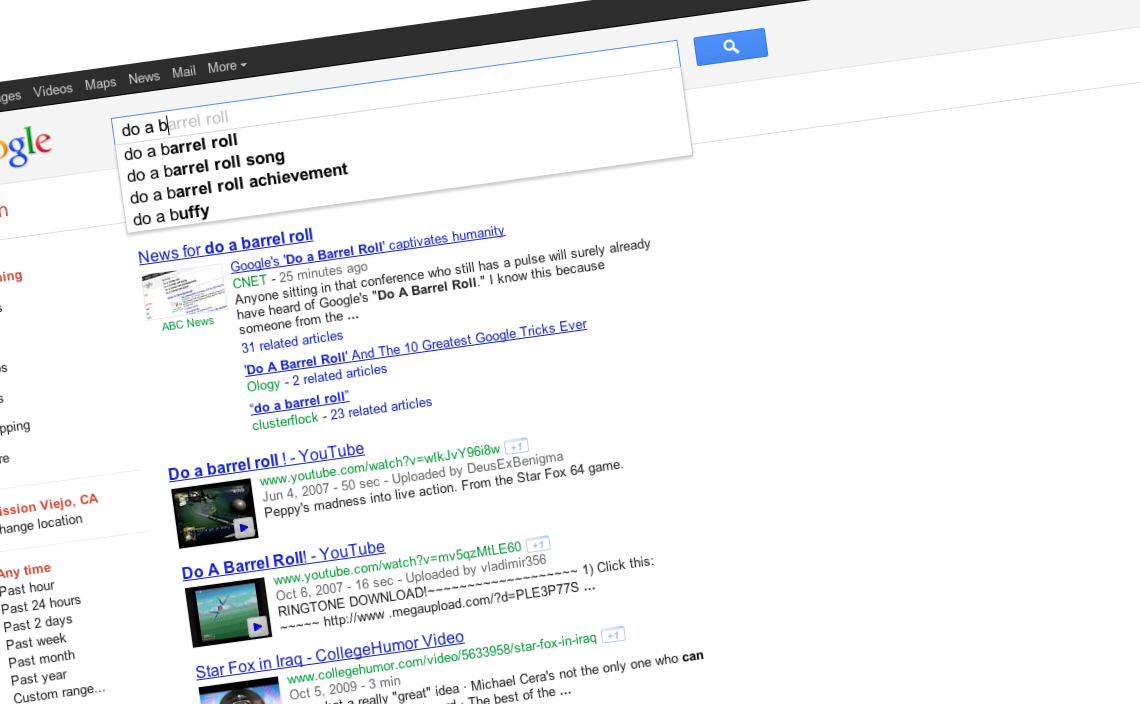 Videos Maps News Mail More
do a barrel roll
do a barrel roll
do a barrel roll song
do a barrel roll achievement
do a buffy
News for do a barrel roll
Google's 'Do a Barrel Roll' captivates humanity
CNET - 25 minutes ago
Anyone sitting in that conference who still has a pulse will surely already
have heard of Google's "Do A Barrel Roll." I know this because
someone from the ...
ABC News
31 related articles
'Do A Barrel Roll' And The 10 Greatest Google Tricks Ever
Ology - 2 related articles
"do a barrel roll"
clusterflock - 23 related articles
Do a barrel roll ! - YouTube
www.youtube.com/watch?v=wIkJvY96i8w +1
Jun 4, 2007 - 50 sec - Uploaded by DeusExBenigma
Peppy's madness into live action. From the Star Fox 64 game.
Do A Barrel Roll! - YouTube
www.youtube.com/watch?v=mv5qzMtLE60 +1
Oct 6, 2007 - 16 sec - Uploaded by vladimir356
RINGTONE DOWNLOAD!~~~~~~~~~~~~~~~~~~~ 1) Click this:
~~~~~ http://www .megaupload.com/?d=PLE3P77S ...
Star Fox in Iraq - CollegeHumor Video
www.collegehumor.com/video/5633958/star-fox-in-iraq +1
Oct 5, 2009 - 3 min
a really "great" idea · Michael Cera's not the only one who can
· The best of the ...
ission Viejo, CA
hange location
Any time
Past hour
Past 24 hours
Past 2 days
Past week
Past month
Past year
Custom range...